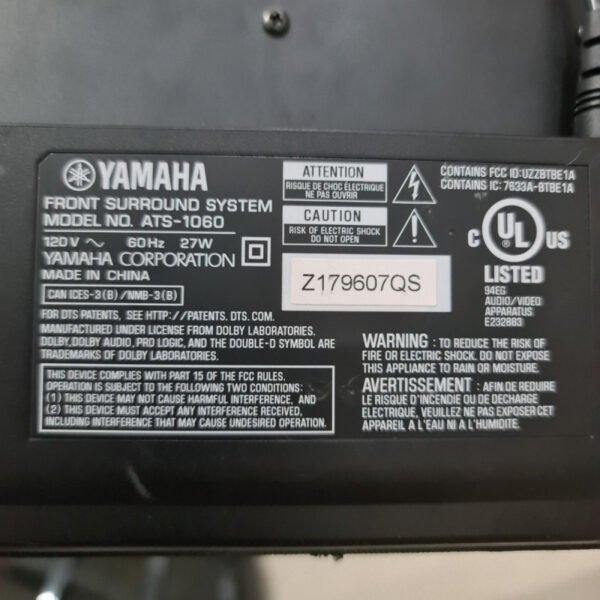 YAMAHA
FRONT SURROUND SYSTEM
MODEL NO. ATS-1060
120V ~ 60Hz 27W
YAMAHA CORPORATION
MADE IN CHINA
CAN ICES-3(B)/NMB-3(B)
FOR DTS PATENTS, SEE HTTP://PATENTS. DTS. COM.
MANUFACTURED UNDER LICENSE FROM DOLBY LABORATORIES.
DOLBY, DOLBY AUDIO, PRO LOGIC, AND THE DOUBLE-D SYMBOL ARE
TRADEMARKS OF DOLBY LABORATORIES.
THIS DEVICE COMPLIES WITH PART 15 OF THE FCC RULES.
OPERATION IS SUBJECT TO THE FOLLOWING TWO CONDITIONS:
(1) THIS DEVICE MAY NOT CAUSE HARMFUL INTERFERENCE, AND
(2) THIS DEVICE MUST ACCEPT ANY INTERFERENCE RECEIVED,
INCLUDING INTERFERENCE THAT MAY CAUSE UNDESIRED OPERATION.
ATTENTION
RISQUE DE CHOC ÉLECTRIQUE
NE PAS OUVRIR
CAUTION
RISK OF ELECTRIC SHOCK
DO NOT OPEN
Z179607QS
CONTAINS FCC ID:UZZBTBE1A
CONTAINS IC: 7633A-BTBE1A
C UL US
LISTED
94EG
AUDIO/VIDEO
APPARATUS
E232883
WARNING : TO REDUCE THE RISK OF
FIRE OR ELECTRIC SHOCK. DO NOT EXPOSE
THIS APPLIANCE TO RAIN OR MOISTURE.
AVERTISSEMENT : AFIN DE REDUIRE
LE RISQUE D'INCENDIE OU DE DECHARGE
ELECTRIQUE, VEUILLEZ NE PAS EXPOSER CET
APPAREIL A L'EAU NI A L'HUMIDITE.